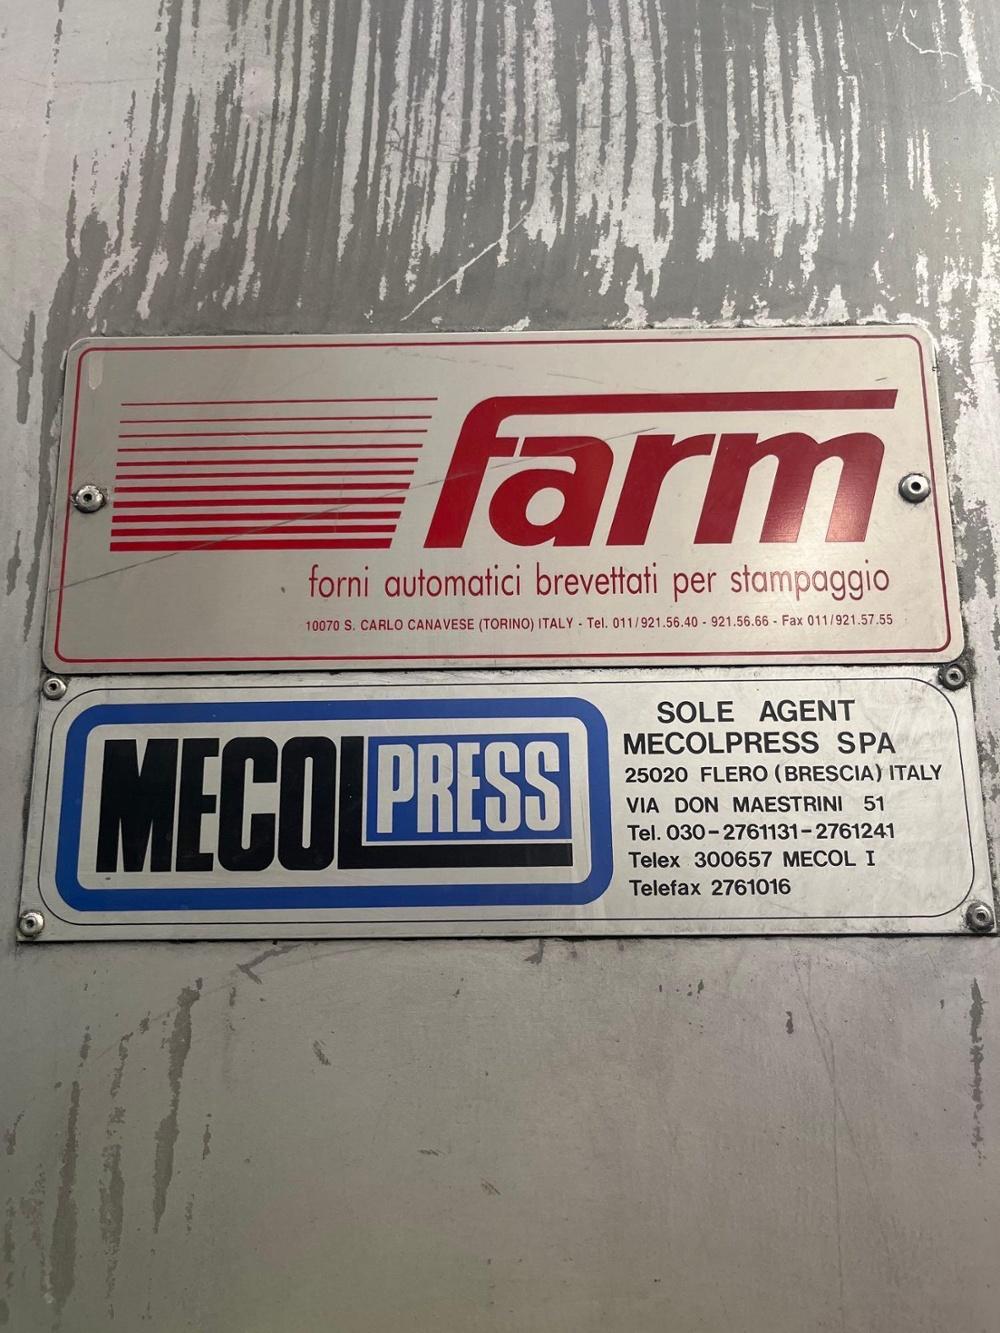 farm
forni automatici brevettati per stampaggio
10070 S. CARLO CANAVESE (TORINO) ITALY - Tel. 011/921.56.40 - 921.56.66 - Fax 011/921.57.55
MECOLPRESS
SOLE AGENT
MECOLPRESS SPA
25020 FLERO (BRESCIA) ITALY
VIA DON MAESTRINI 51
Tel. 030-2761131-2761241
Telex 300657 MECOL I
Telefax 2761016